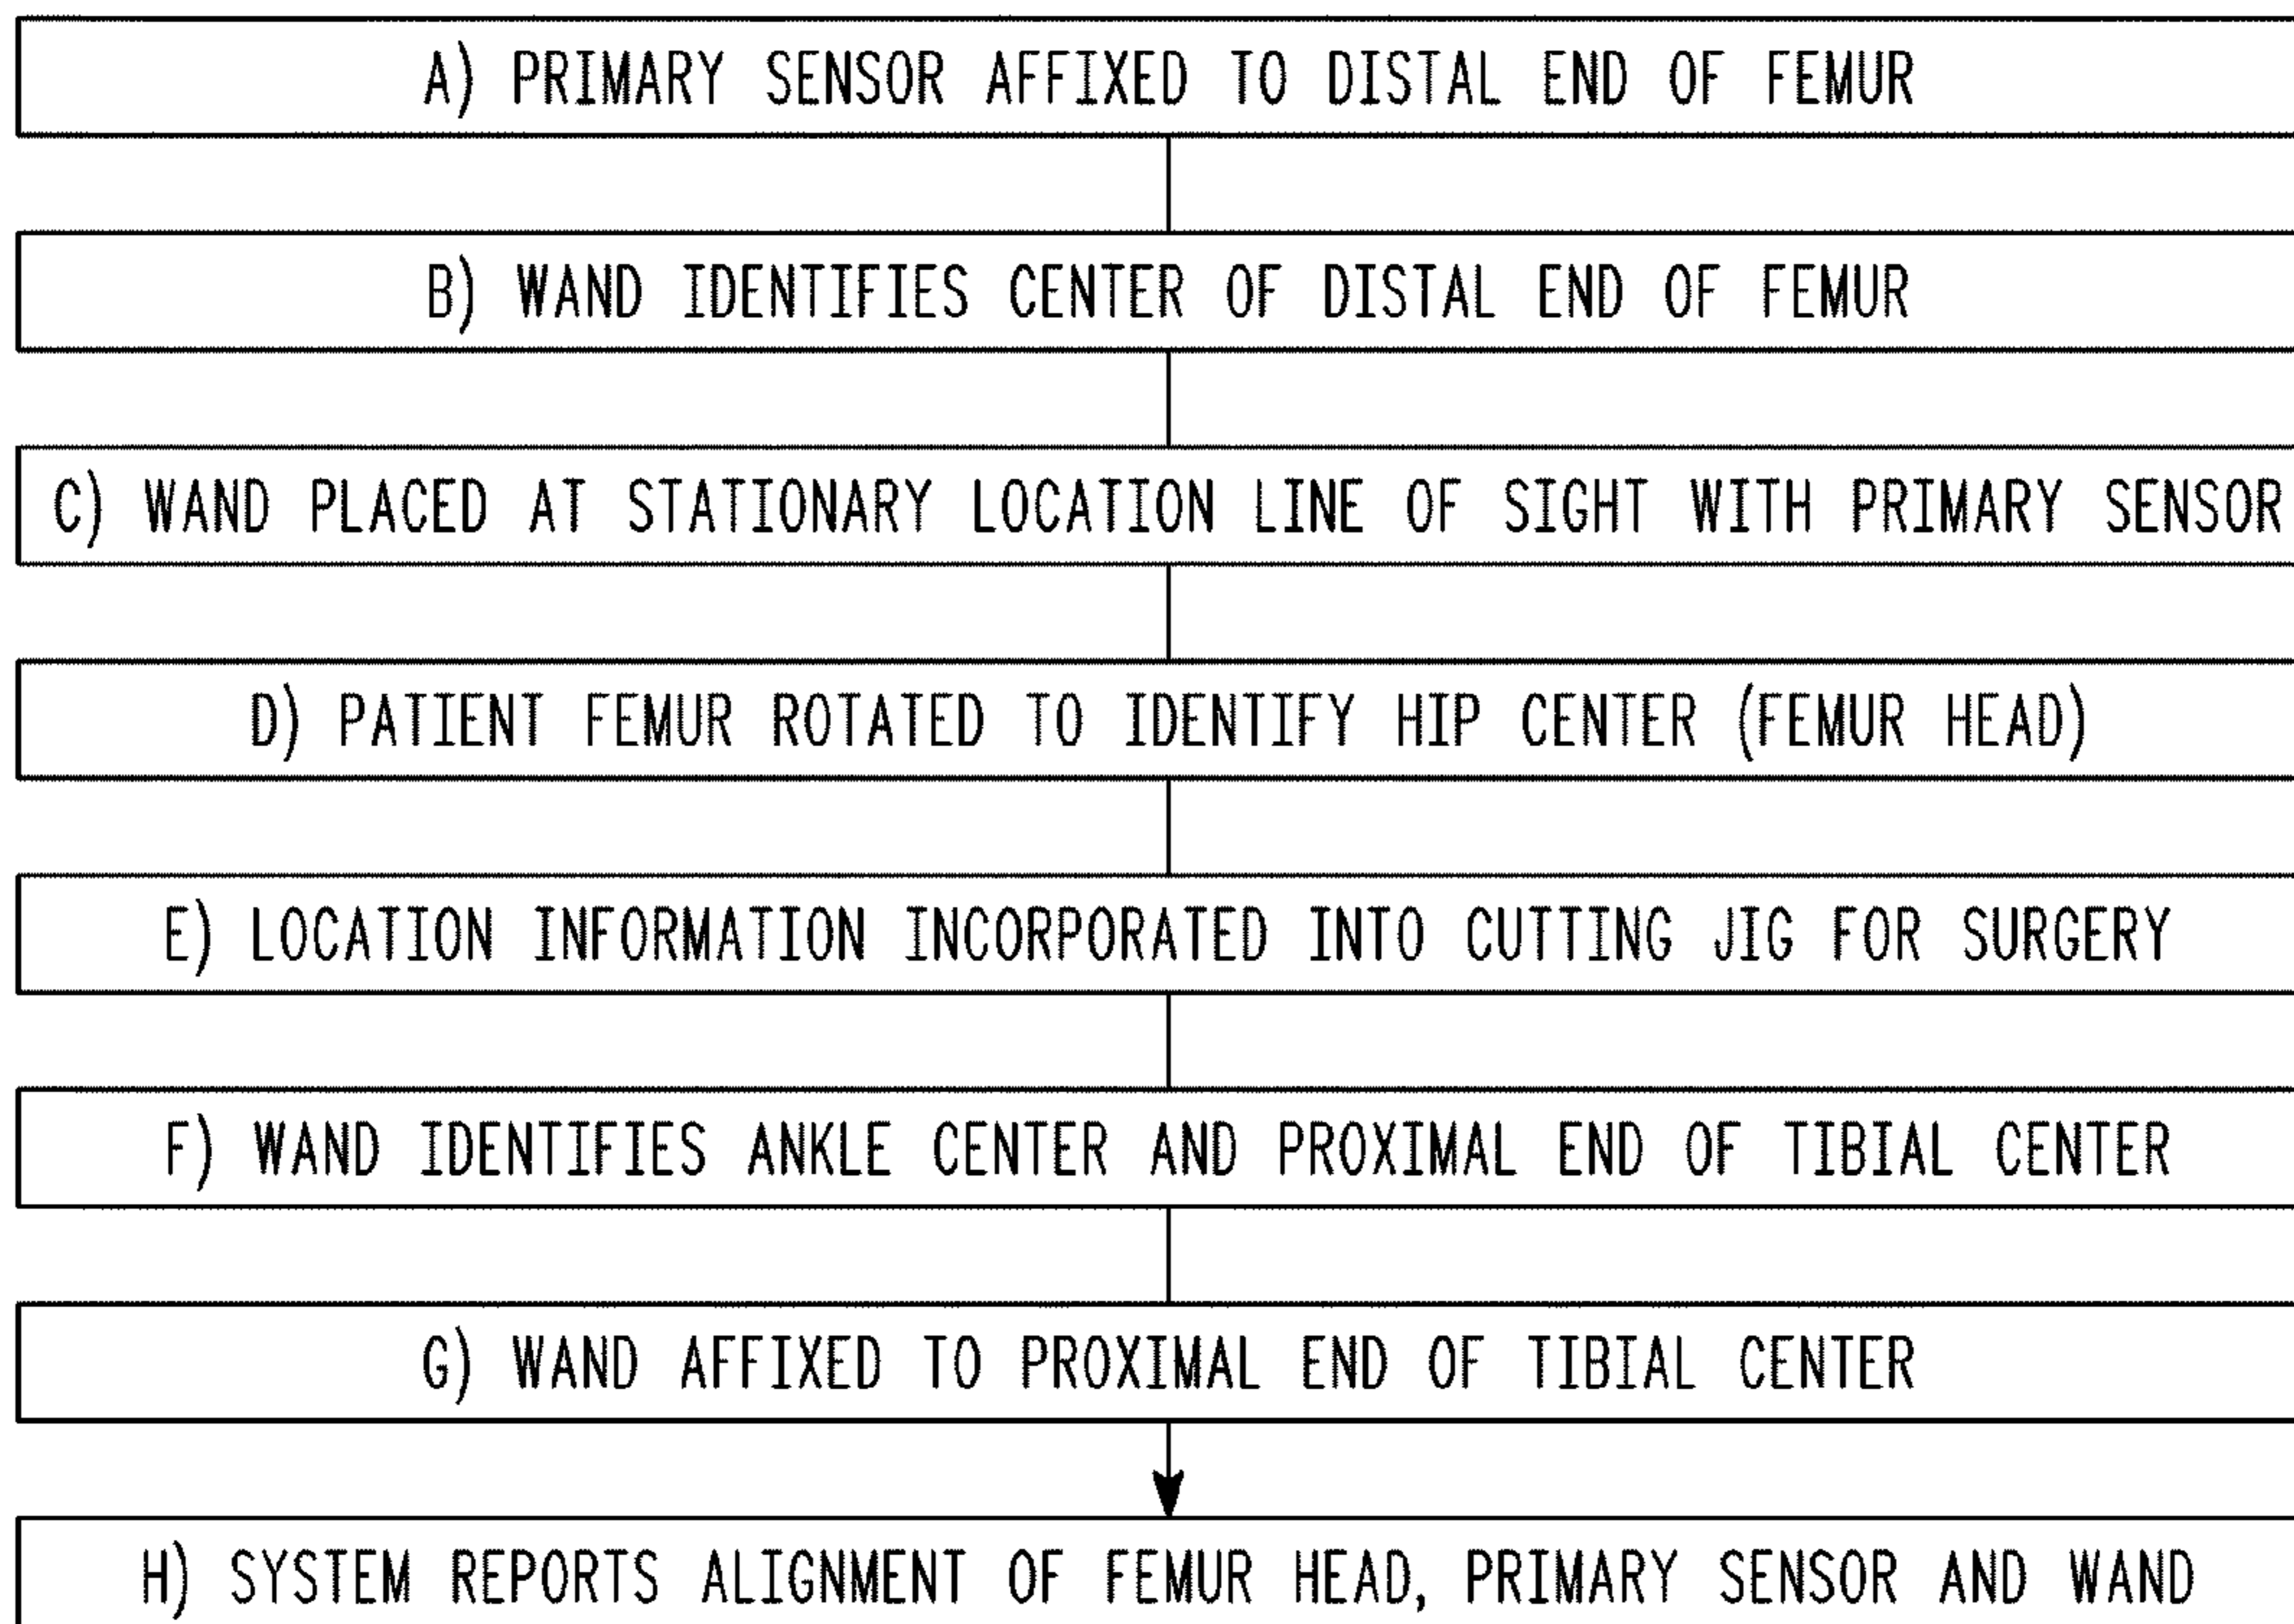 A) PRIMARY SENSOR AFFIXED TO DISTAL END OF FEMUR
B) WAND IDENTIFIES CENTER OF DISTAL END OF FEMUR
C) WAND PLACED AT STATIONARY LOCATION LINE OF SIGHT WITH PRIMARY SENSOR
D) PATIENT FEMUR ROTATED TO IDENTIFY HIP CENTER (FEMUR HEAD)
E) LOCATION INFORMATION INCORPORATED INTO CUTTING JIG FOR SURGERY
F) WAND IDENTIFIES ANKLE CENTER AND PROXIMAL END OF TIBIAL CENTER
G) WAND AFFIXED TO PROXIMAL END OF TIBIAL CENTER
H) SYSTEM REPORTS ALIGNMENT OF FEMUR HEAD, PRIMARY SENSOR AND WAND